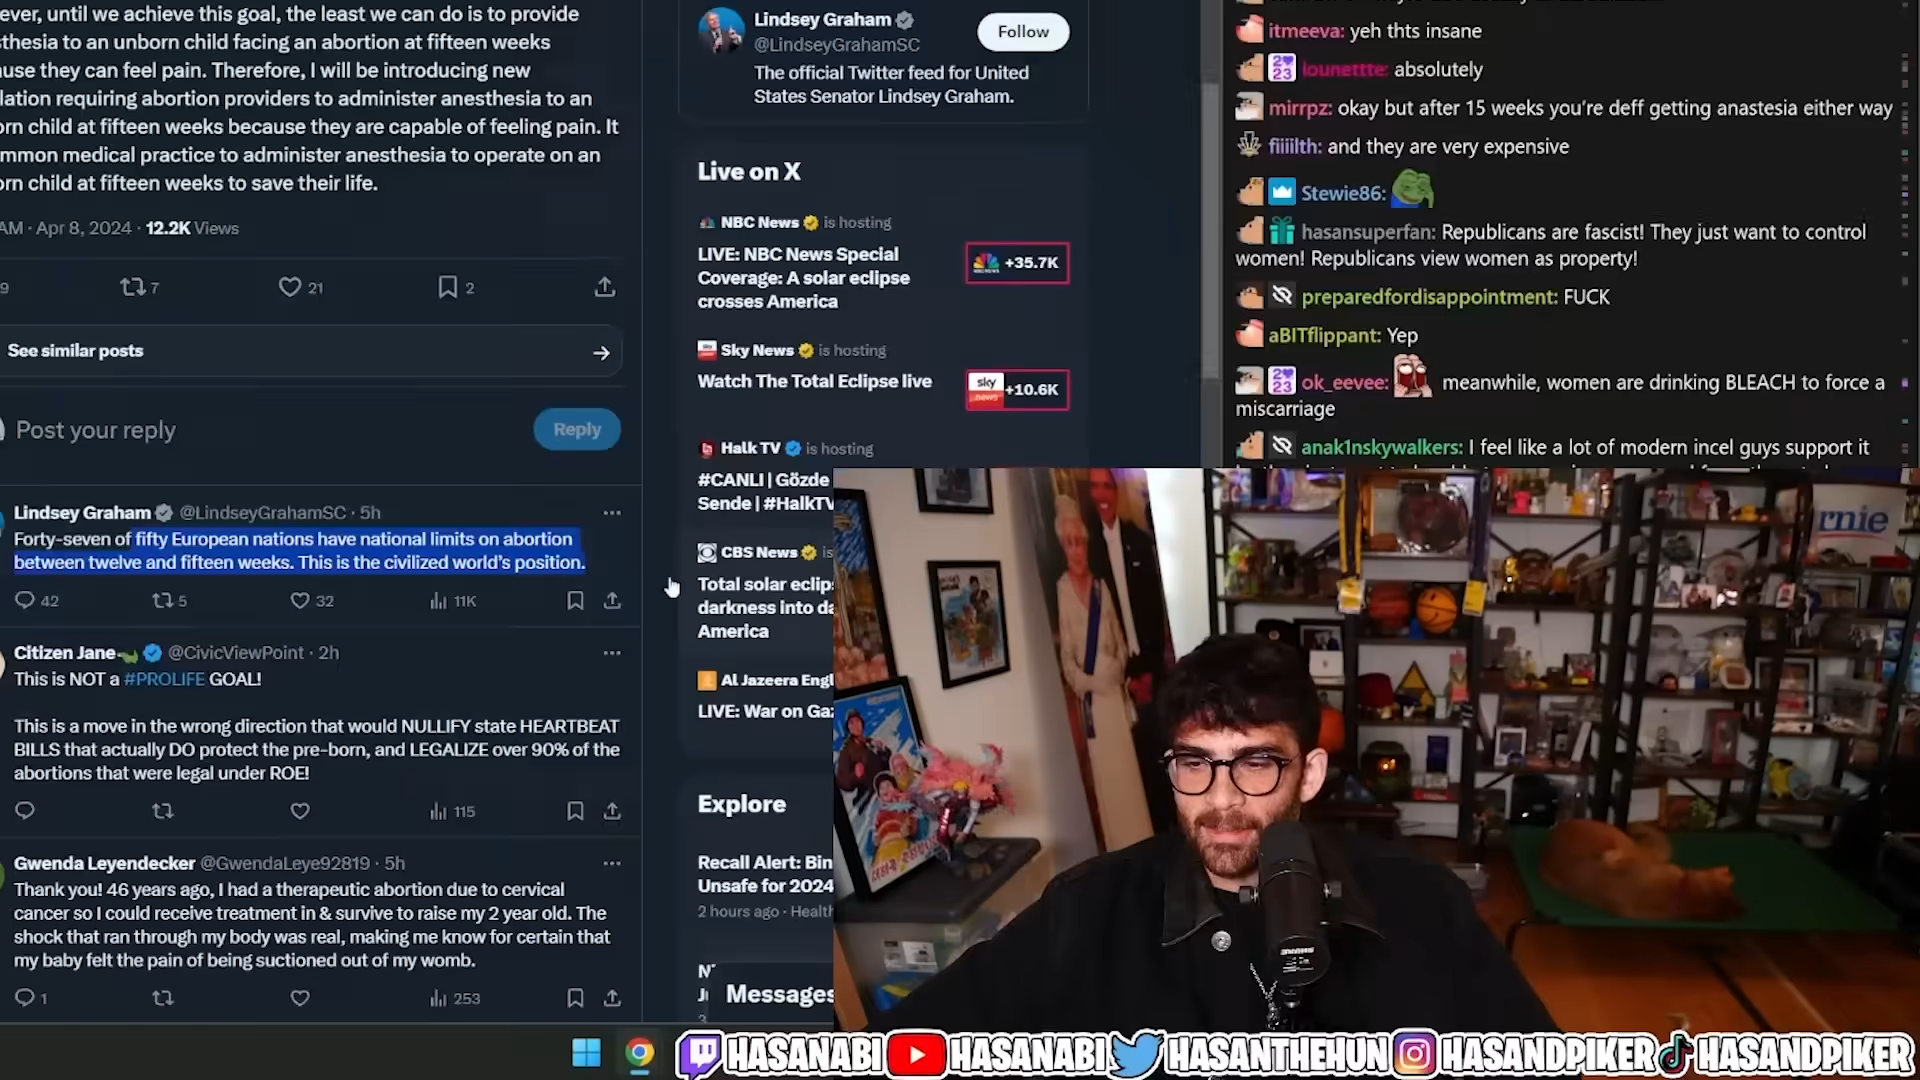 ever, until we achieve this goal, the least we can do is to provide
sthesia to an unborn child facing an abortion at fifteen weeks
use they can feel pain. Therefore, I will be introducing new
lation requiring abortion providers to administer anesthesia to an
orn child at fifteen weeks because they are capable of feeling pain. It
mmon medical practice to administer anesthesia to operate on an
orn child at fifteen weeks to save their life.
AM · Apr 8, 2024 · 12.2K Views
9 7 21 2
See similar posts
Post your reply
Reply
Lindsey Graham @LindseyGrahamSC · 5h
Forty-seven of fifty European nations have national limits on abortion
between twelve and fifteen weeks. This is the civilized world's position.
42 5 32 11K
Citizen Jane @CivicViewPoint · 2h
This is NOT a #PROLIFE GOAL!
This is a move in the wrong direction that would NULLIFY state HEARTBEAT
BILLS that actually DO protect the pre-born, and LEGALIZE over 90% of the
abortions that were legal under ROE!
115
Gwenda Leyendecker @GwendaLeye92819 · 5h
Thank you! 46 years ago, I had a therapeutic abortion due to cervical
cancer so I could receive treatment in & survive to raise my 2 year old. The
shock that ran through my body was real, making me know for certain that
my baby felt the pain of being suctioned out of my womb.
1 253
Lindsey Graham
@LindseyGrahamSC
Follow
The official Twitter feed for United
States Senator Lindsey Graham.
Live on X
NBC News is hosting
LIVE: NBC News Special
Coverage: A solar eclipse
crosses America
+35.7K
Sky News is hosting
Watch The Total Eclipse live
sky news +10.6K
Halk TV is hosting
#CANLI | Gözde
Sende | #HalkTV
CBS News is
Total solar eclip
darkness into da
America
Al Jazeera Engl
LIVE: War on Gaz
Explore
Recall Alert: Bin
Unsafe for 2024
2 hours ago · Health
Messages
itmeeva: yeh thts insane
lounettte: absolutely
mirrpz: okay but after 15 weeks you're deff getting anastesia either way
fiiiilth: and they are very expensive
Stewie86:
hasansuperfan: Republicans are fascist! They just want to control
women! Republicans view women as property!
preparedfordisappointment: FUCK
aBITflippant: Yep
ok_eevee: meanwhile, women are drinking BLEACH to force a
miscarriage
anak1nskywalkers: I feel like a lot of modern incel guys support it
rnie
SHURE
HASANABI HASANABI HASANTHEHUN HASANDPIKER HASANDPIKER